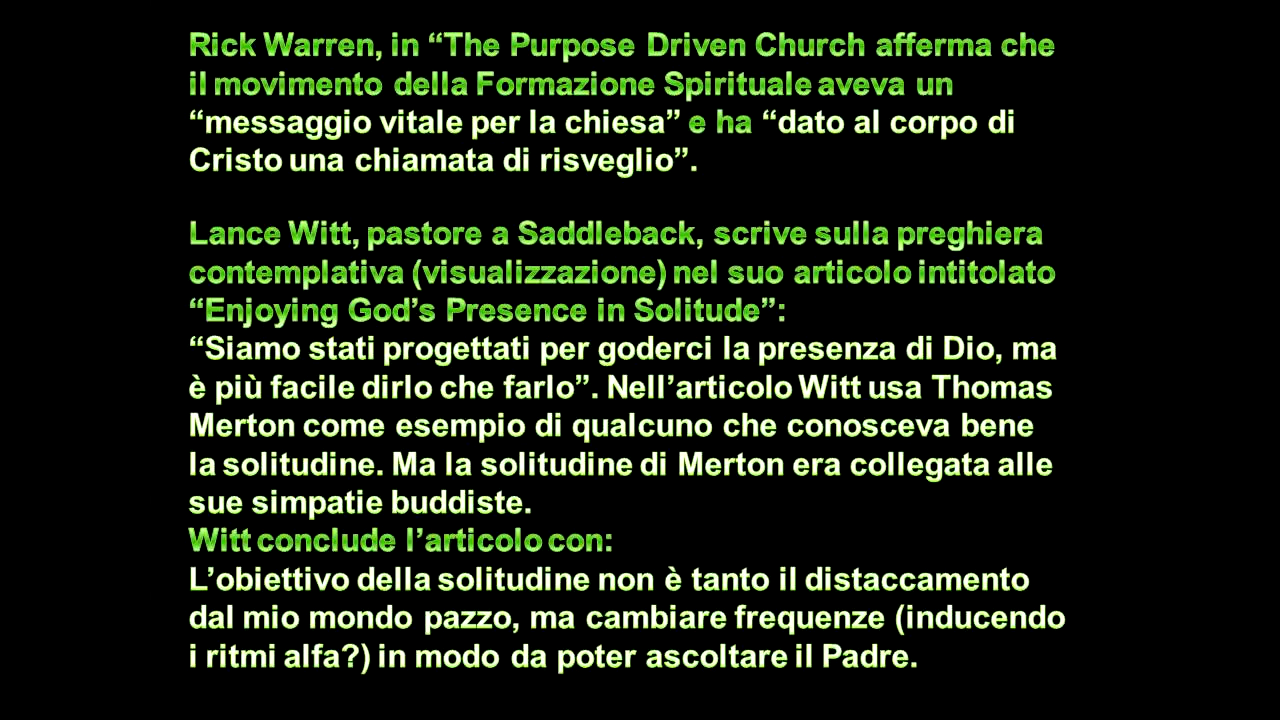 Rick Warren, in “The Purpose Driven Church afferma che
il movimento della Formazione Spirituale aveva un
“messaggio vitale per la chiesa” e ha “dato al corpo di
Cristo una chiamata di risveglio”.
Lance Witt, pastore a Saddleback, scrive sulla preghiera
contemplativa (visualizzazione) nel suo articolo intitolato
“Enjoying God’s Presence in Solitude”:
“Siamo stati progettati per goderci la presenza di Dio, ma
è più facile dirlo che farlo”. Nell’articolo Witt usa Thomas
Merton come esempio di qualcuno che conosceva bene
la solitudine. Ma la solitudine di Merton era collegata alle
sue simpatie buddiste.
Witt conclude l’articolo con:
L’obiettivo della solitudine non è tanto il distaccamento
dal mio mondo pazzo, ma cambiare frequenze (inducendo
i ritmi alfa?) in modo da poter ascoltare il Padre.